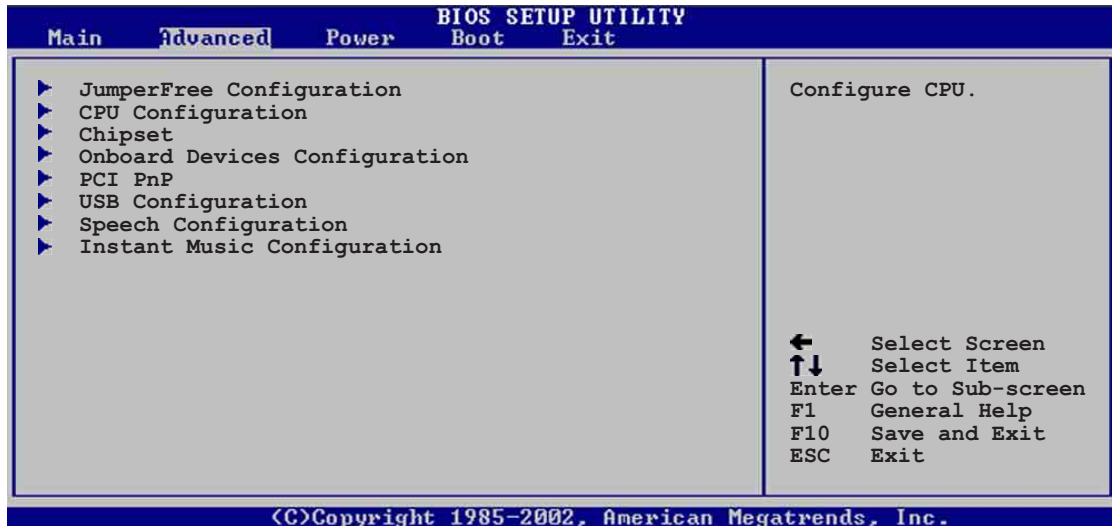 BIOS SETUP UTILITY
Main Advanced Power Boot Exit
JumperFree Configuration
CPU Configuration
Chipset
Onboard Devices Configuration
PCI PnP
USB Configuration
Speech Configuration
Instant Music Configuration
Configure CPU.
← Select Screen
↑↓ Select Item
Enter Go to Sub-screen
F1 General Help
F10 Save and Exit
ESC Exit
(C)Copyright 1985-2002, American Megatrends, Inc.